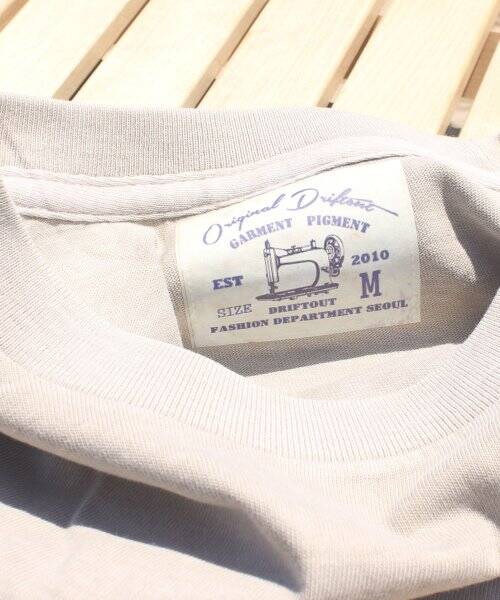 Original Driftout
GARMENT PIGMENT
EST 2010
SIZE DRIFTOUT M
FASHION DEPARTMENT SEOUL